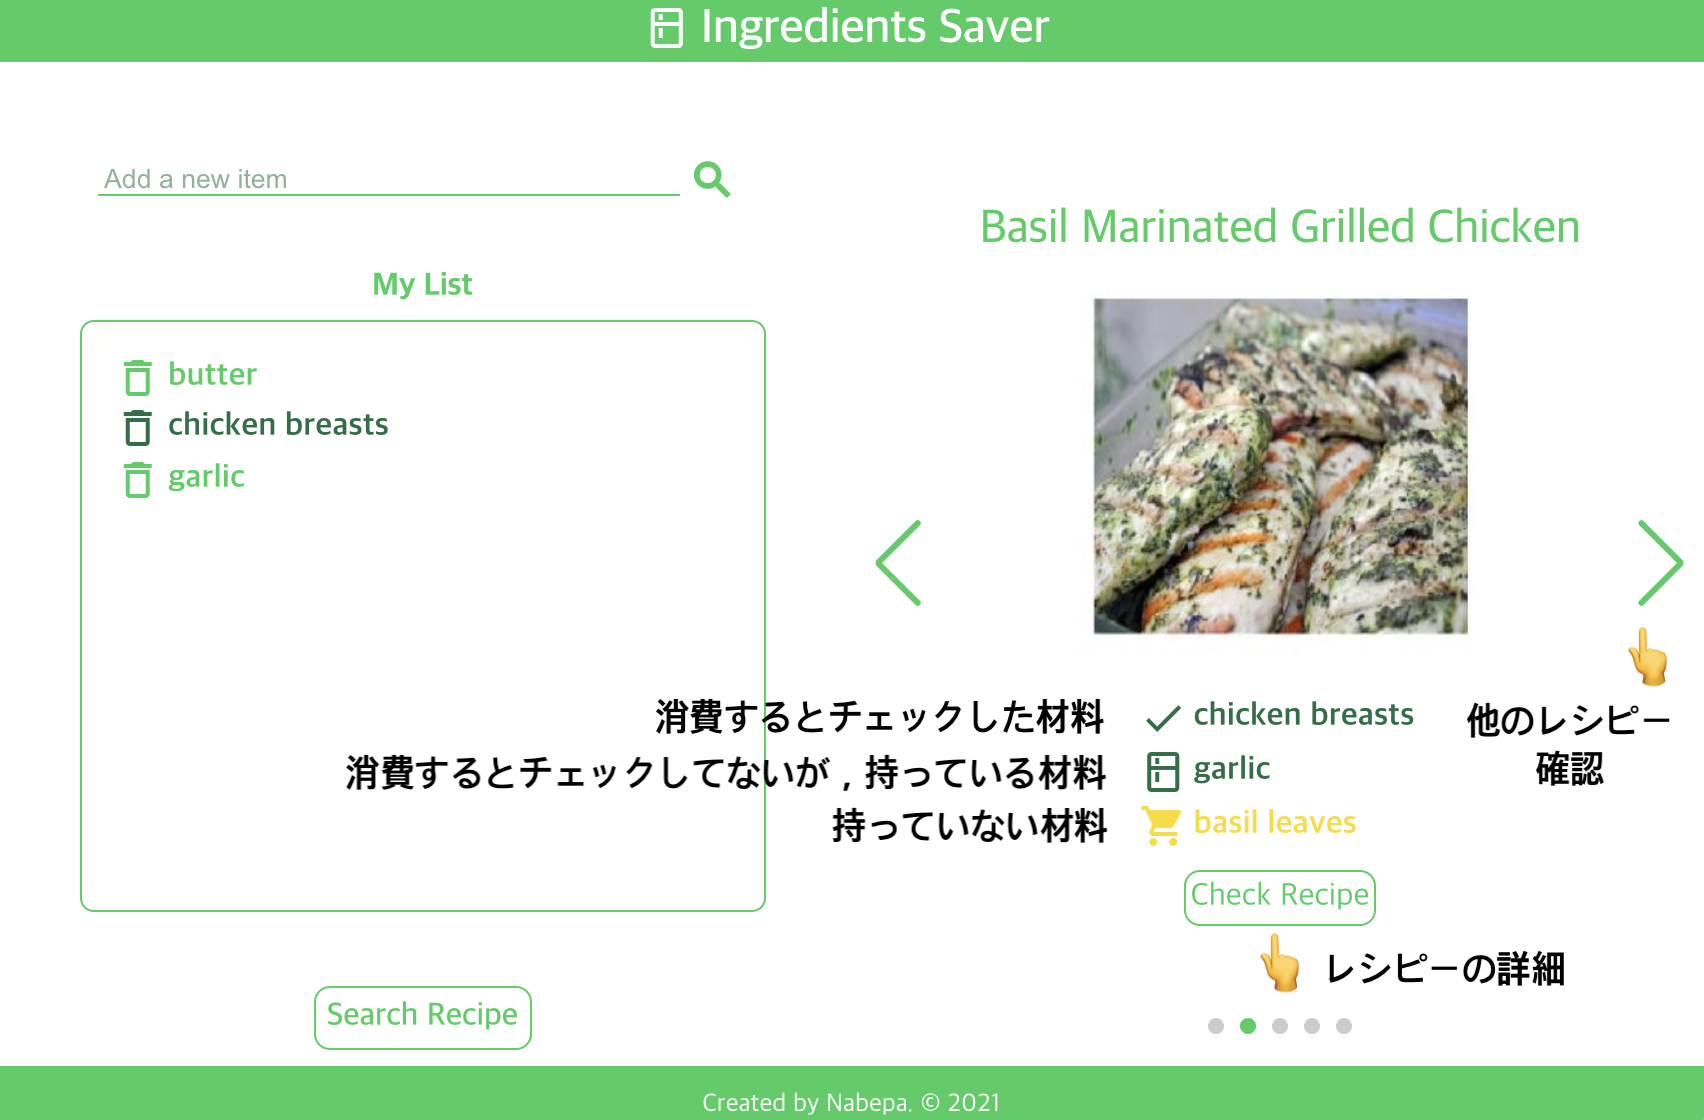 Ingredients Saver
Add a new item
My List
butter
chicken breasts
garlic
Search Recipe
Basil Marinated Grilled Chicken
消費するとチェックした材料
chicken breasts
消費するとチェックしてないが，持っている材料
garlic
持っていない材料
basil leaves
他のレシピー
確認
Check Recipe
レシピーの詳細
Created by Nabepa. © 2021